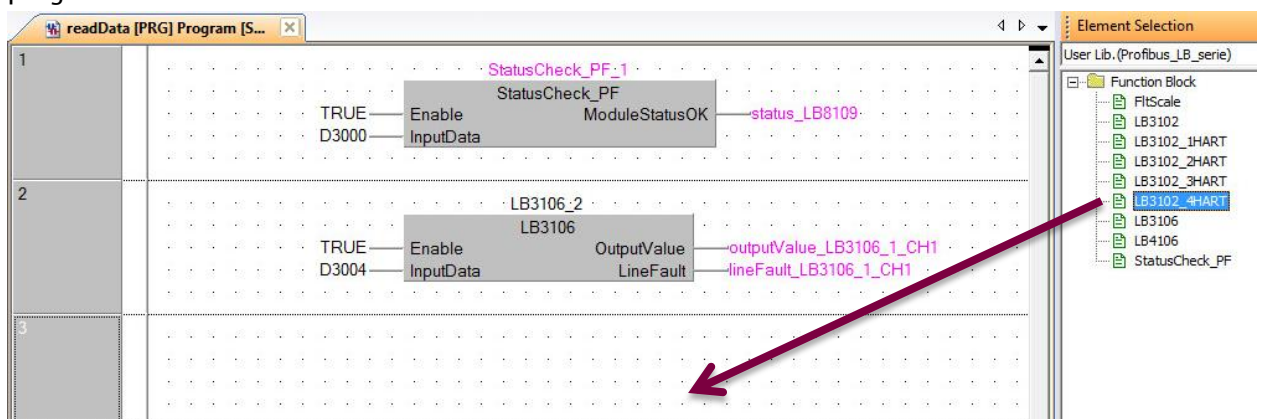 readData [PRG] Program [S...
Element Selection
User Lib.(Profibus_LB_serie)
Function Block
FltScale
LB3102
LB3102_1HART
LB3102_2HART
LB3102_3HART
LB3102_4HART
LB3106
LB4106
StatusCheck_PF
1
StatusCheck_PF_1
StatusCheck_PF
TRUE Enable ModuleStatusOK status_LB8109
D3000 InputData
2
LB3106_2
LB3106
TRUE Enable OutputValue outputValue_LB3106_1_CH1
D3004 InputData LineFault lineFault_LB3106_1_CH1
3